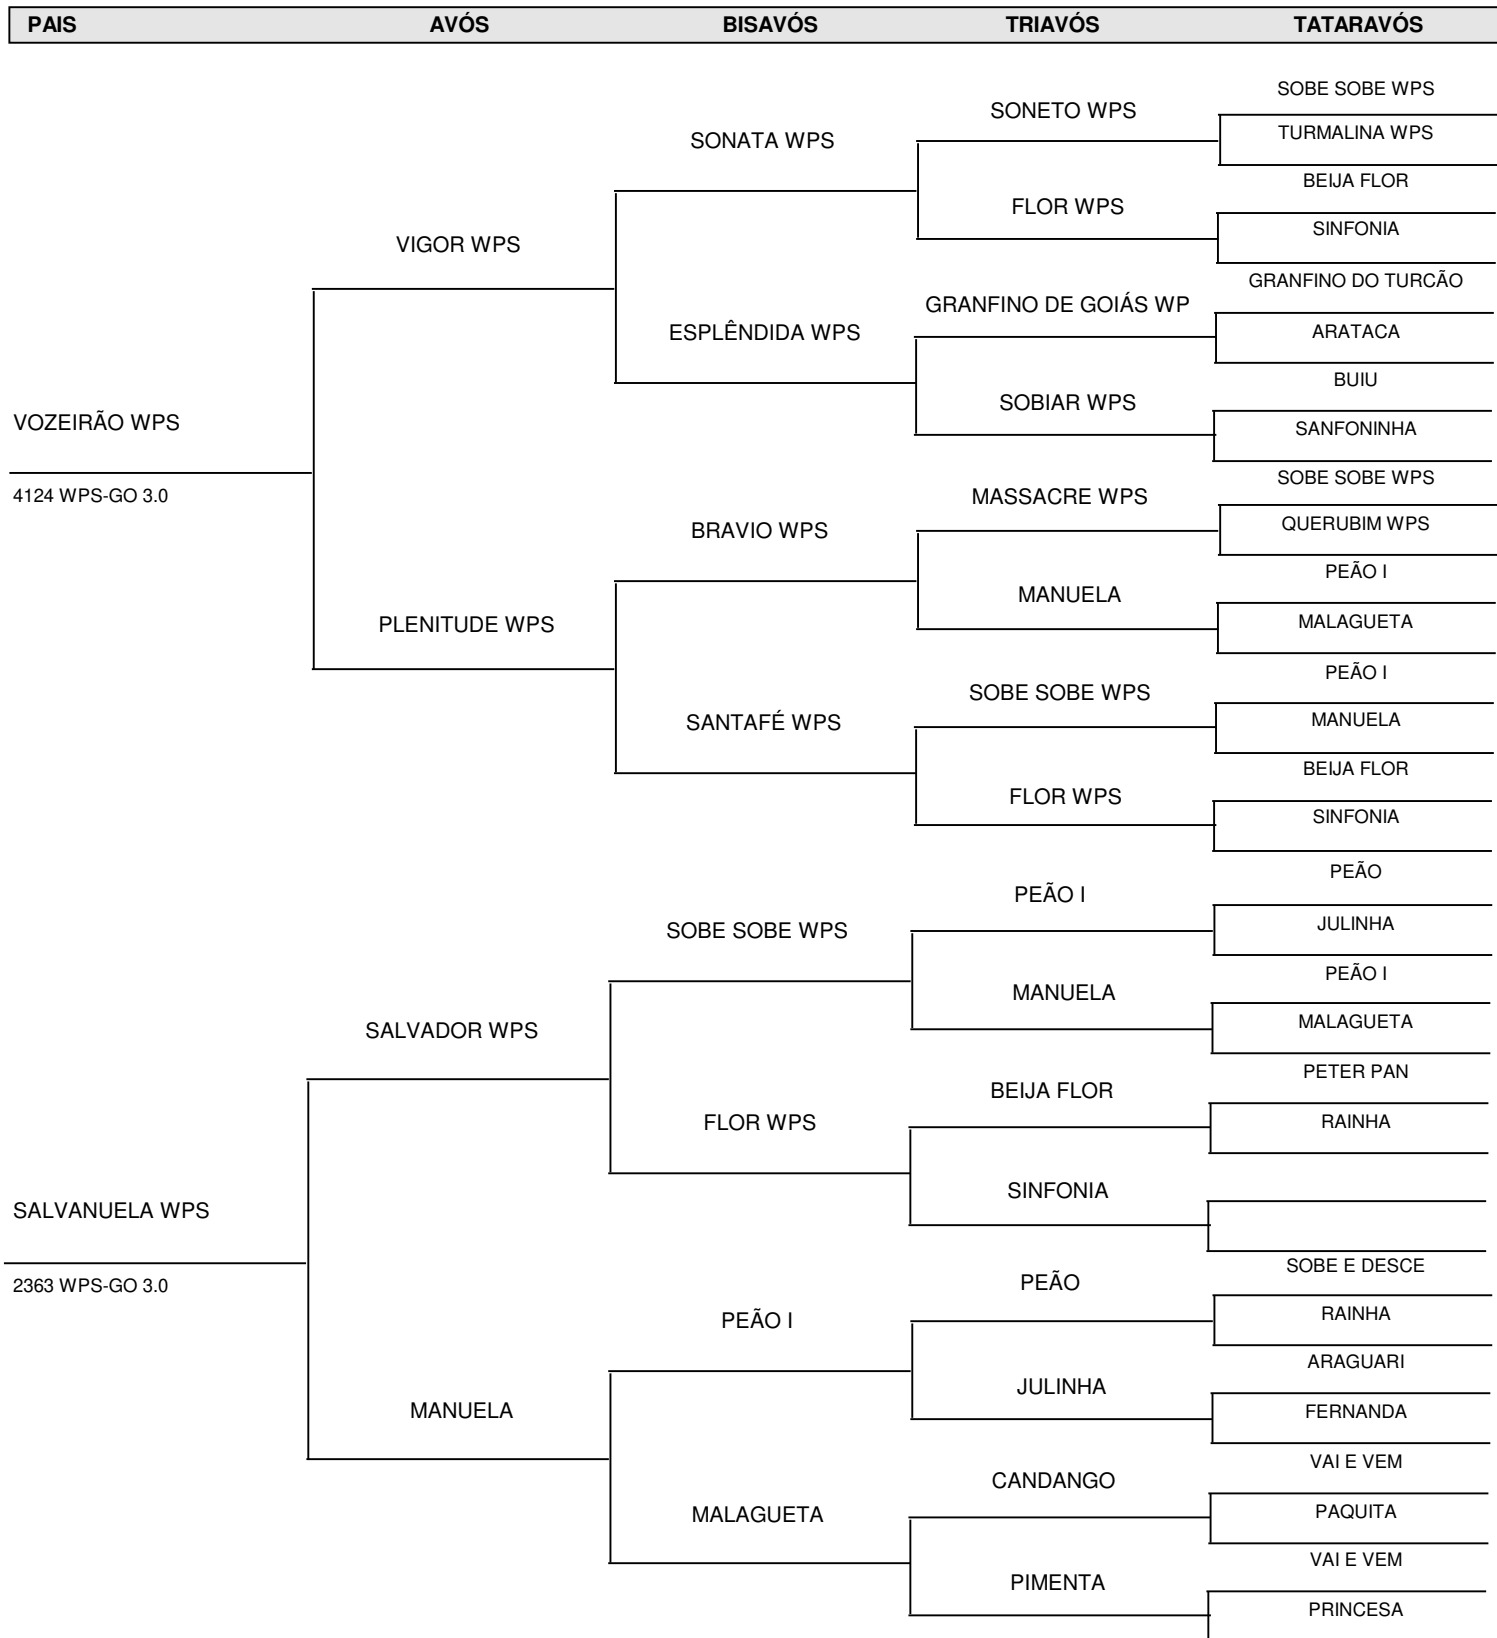 PAIS AVÓS BISAVÓS TRIAVÓS TATARAVÓS
SOBE SOBE WPS
SONETO WPS
TURMALINA WPS
SONATA WPS
BEIJA FLOR
FLOR WPS
SINFONIA
VIGOR WPS
GRANFINO DO TURCÃO
GRANFINO DE GOIÁS WP
ARATACA
ESPLÊNDIDA WPS
BUIU
SOBIAR WPS
SANFONINHA
VOZEIRÃO WPS
4124 WPS-GO 3.0
SOBE SOBE WPS
MASSACRE WPS
QUERUBIM WPS
BRAVIO WPS
PEÃO I
MANUELA
MALAGUETA
PLENITUDE WPS
PEÃO I
SOBE SOBE WPS
MANUELA
SANTAFÉ WPS
BEIJA FLOR
FLOR WPS
SINFONIA
PEÃO
PEÃO I
JULINHA
SOBE SOBE WPS
PEÃO I
MANUELA
MALAGUETA
SALVADOR WPS
PETER PAN
BEIJA FLOR
RAINHA
FLOR WPS
SINFONIA
SALVANUELA WPS
2363 WPS-GO 3.0
SOBE E DESCE
PEÃO
RAINHA
PEÃO I
ARAGUARI
JULINHA
FERNANDA
MANUELA
VAI E VEM
CANDANGO
PAQUITA
MALAGUETA
VAI E VEM
PIMENTA
PRINCESA